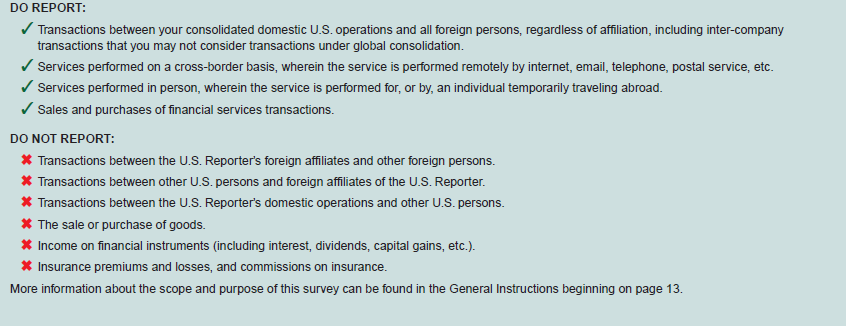 DO REPORT:
✓ Transactions between your consolidated domestic U.S. operations and all foreign persons, regardless of affiliation, including inter-company
transactions that you may not consider transactions under global consolidation.
✓ Services performed on a cross-border basis, wherein the service is performed remotely by internet, email, telephone, postal service, etc.
✓ Services performed in person, wherein the service is performed for, or by, an individual temporarily traveling abroad.
✓ Sales and purchases of financial services transactions.
DO NOT REPORT:
✖ Transactions between the U.S. Reporter's foreign affiliates and other foreign persons.
✖ Transactions between other U.S. persons and foreign affiliates of the U.S. Reporter.
✖ Transactions between the U.S. Reporter's domestic operations and other U.S. persons.
✖ The sale or purchase of goods.
✖ Income on financial instruments (including interest, dividends, capital gains, etc.).
✖ Insurance premiums and losses, and commissions on insurance.
More information about the scope and purpose of this survey can be found in the General Instructions beginning on page 13.